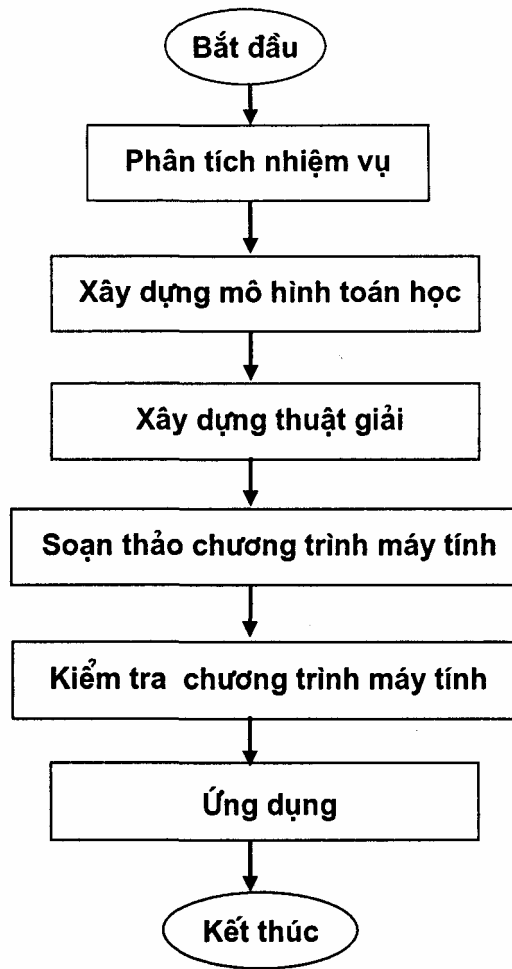 Bắt đầu
Phân tích nhiệm vụ
Xây dựng mô hình toán học
Xây dựng thuật giải
Soạn thảo chương trình máy tính
Kiểm tra chương trình máy tính
Ứng dụng
Kết thúc